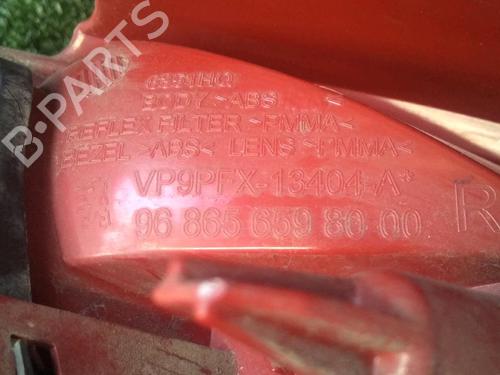 BODY >ABS<
REFLEX FILTER >PMMA<
BEZEL >ABS< LENS >PMMA<
VP9PFX-13404-A*
96 865 659 80 00
R
B-PARTS